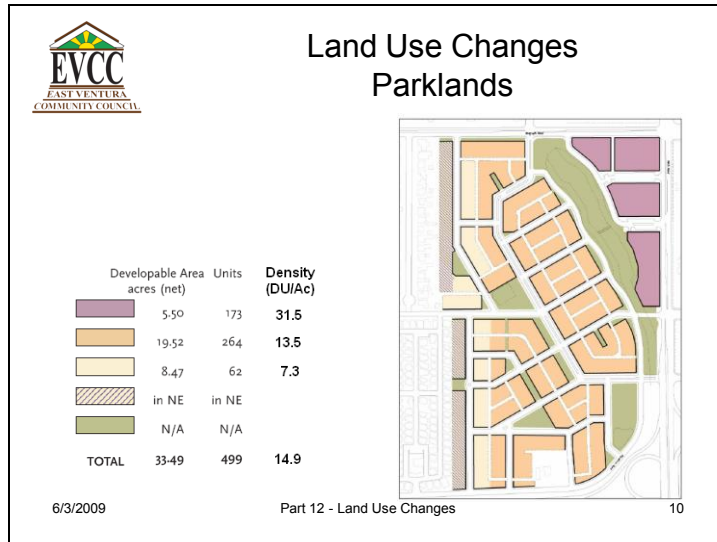 EVCC
EAST VENTURA
COMMUNITY COUNCIL
Land Use Changes
Parklands
Developable Area Units Density
acres (net) (DU/Ac)
5.50 173 31.5
19.52 264 13.5
8.47 62 7.3
in NE in NE
N/A N/A
TOTAL 33-49 499 14.9
6/3/2009 Part 12 - Land Use Changes 10